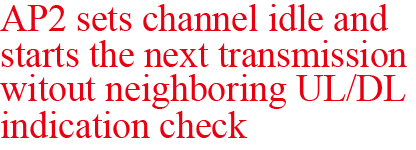 AP2 sets channel idle and
starts the next transmission
witout neighboring UL/DL
indication check